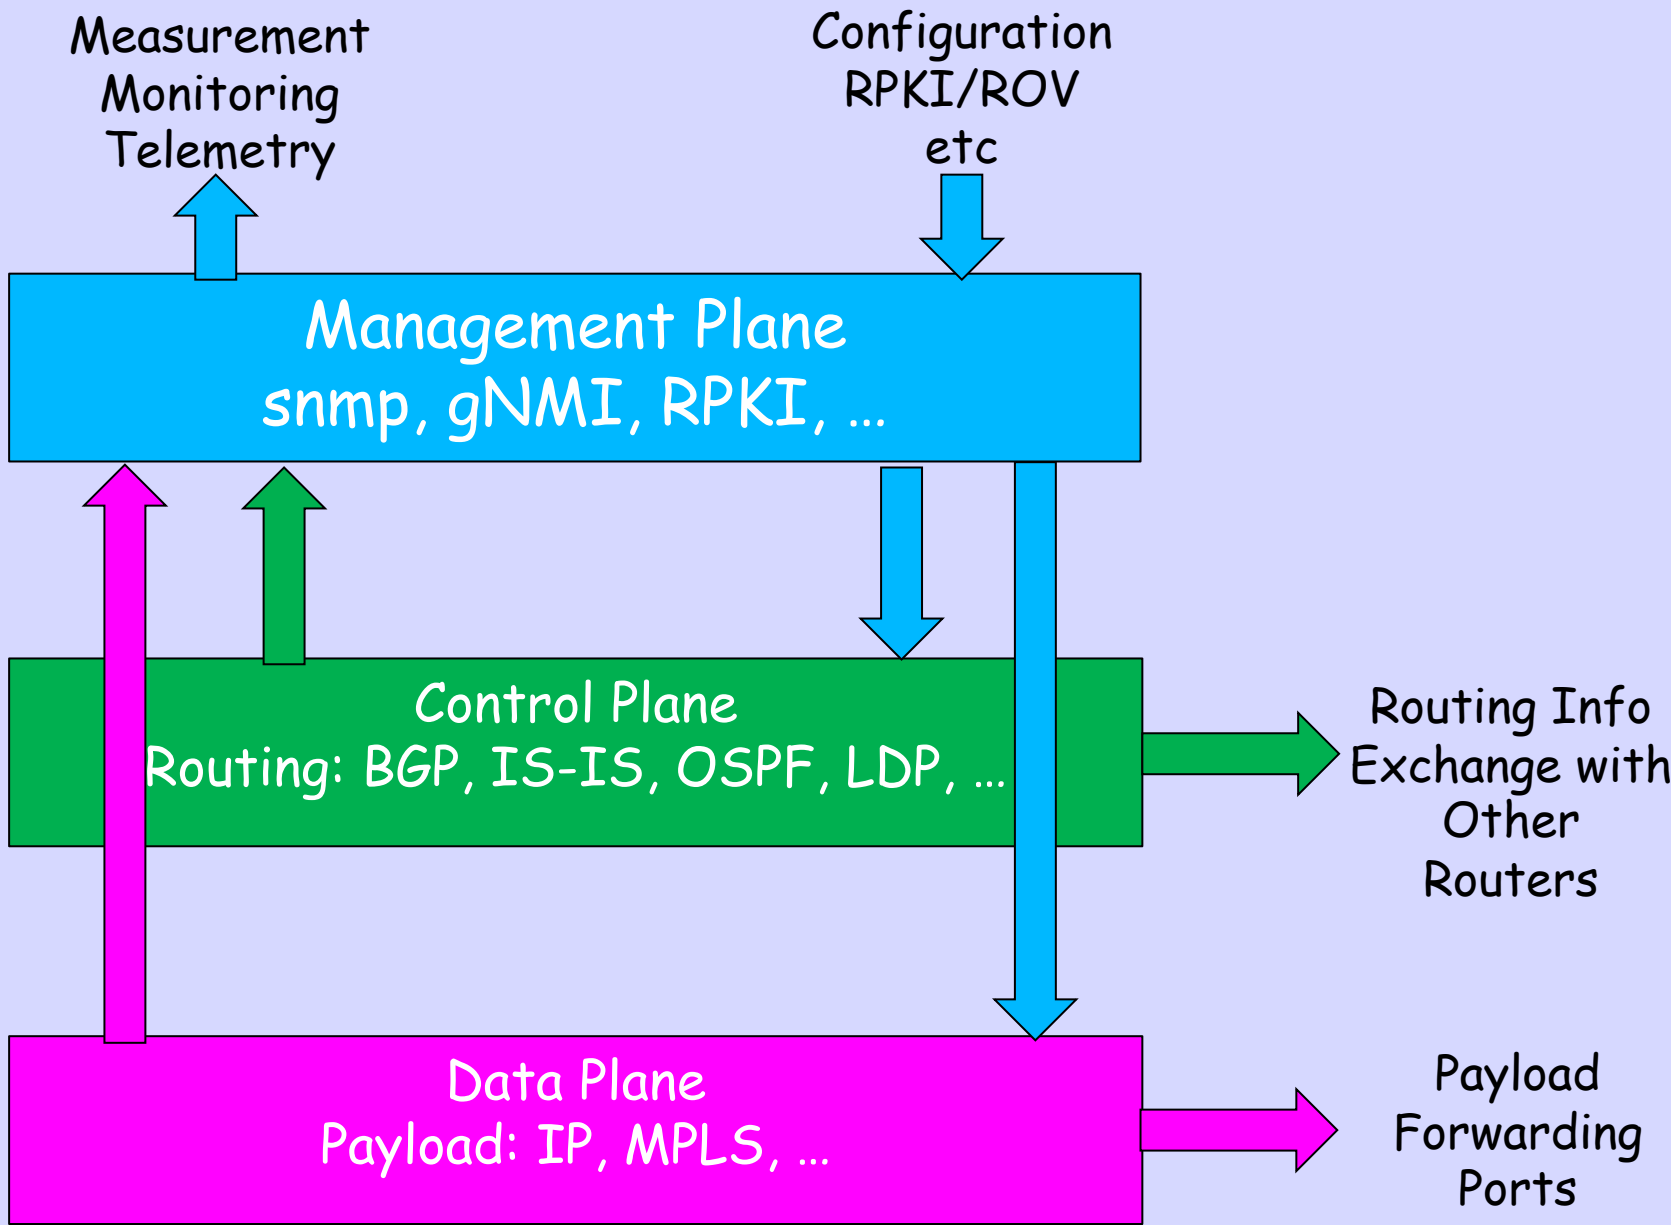 Measurement
Monitoring
Telemetry
Configuration
RPKI/ROV
etc
Management Plane
snmp, gNMI, RPKI, …
Control Plane
Routing: BGP, IS-IS, OSPF, LDP, …
Routing Info
Exchange with
Other
Routers
Data Plane
Payload: IP, MPLS, …
Payload
Forwarding
Ports